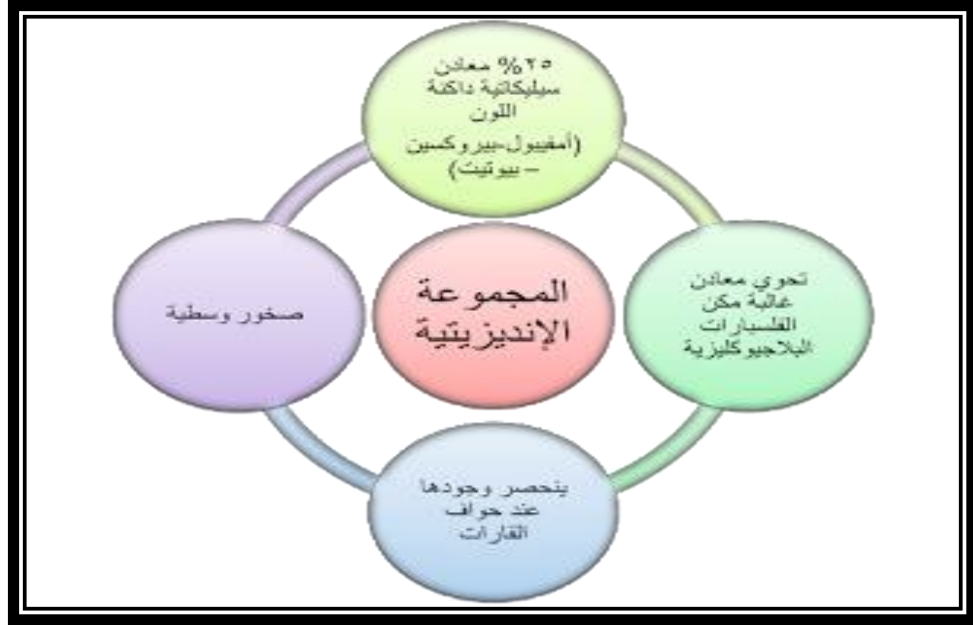 ٢٥% معادن
سيليكاتية داكنة
اللون
(أمفيبول-بيروكسين
– بيوتيت)
تحوي معادن
غالبة مكن
الفلسبارات
البلاجيوكليزية
المجموعة
الإنديزيتية
صخور وسطية
ينحصر وجودها
عند حواف
القارات